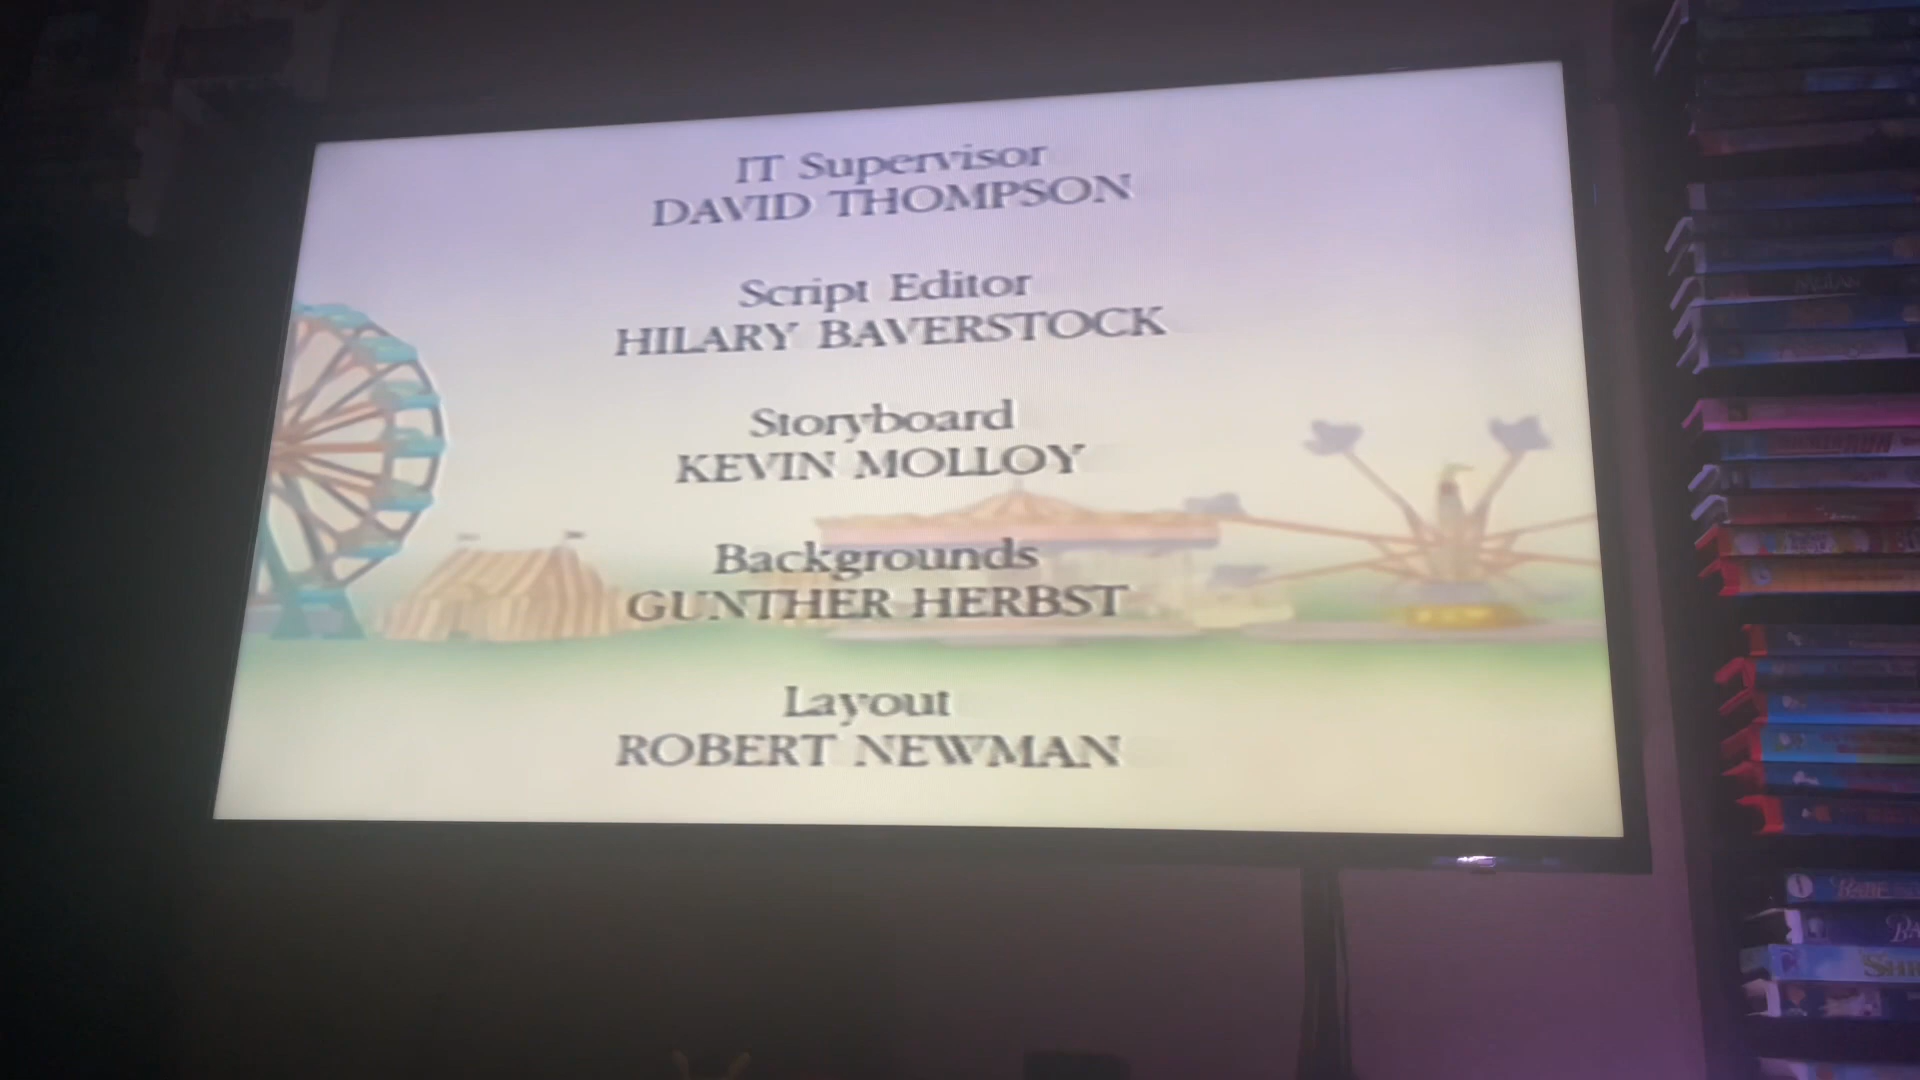 IT Supervisor
DAVID THOMPSON
Script Editor
HILARY BAVERSTOCK
Storyboard
KEVIN MOLLOY
Backgrounds
GUNTHER HERBST
Layout
ROBERT NEWMAN